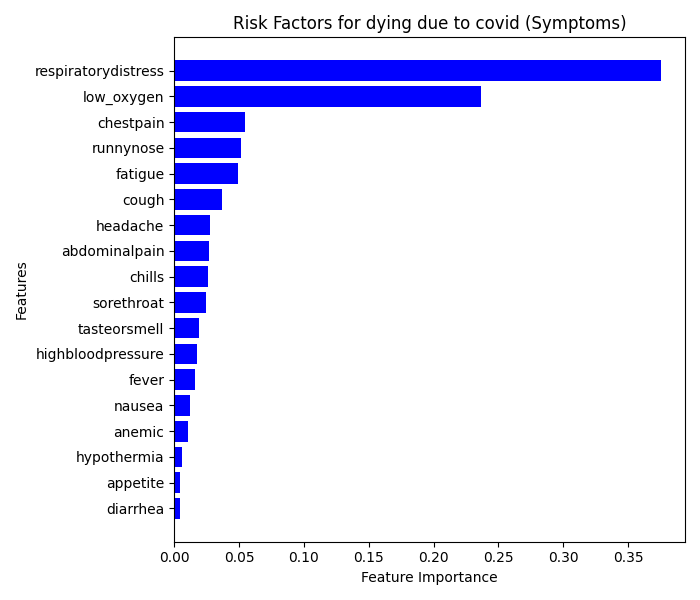 Risk Factors for dying due to covid (Symptoms)
respiratorydistress
low_oxygen
chestpain
runnynose
fatigue
cough
headache
abdominalpain
chills
sorethroat
tasteorsmell
highbloodpressure
fever
nausea
anemic
hypothermia
appetite
diarrhea
Features
0.00 0.05 0.10 0.15 0.20 0.25 0.30 0.35
Feature Importance